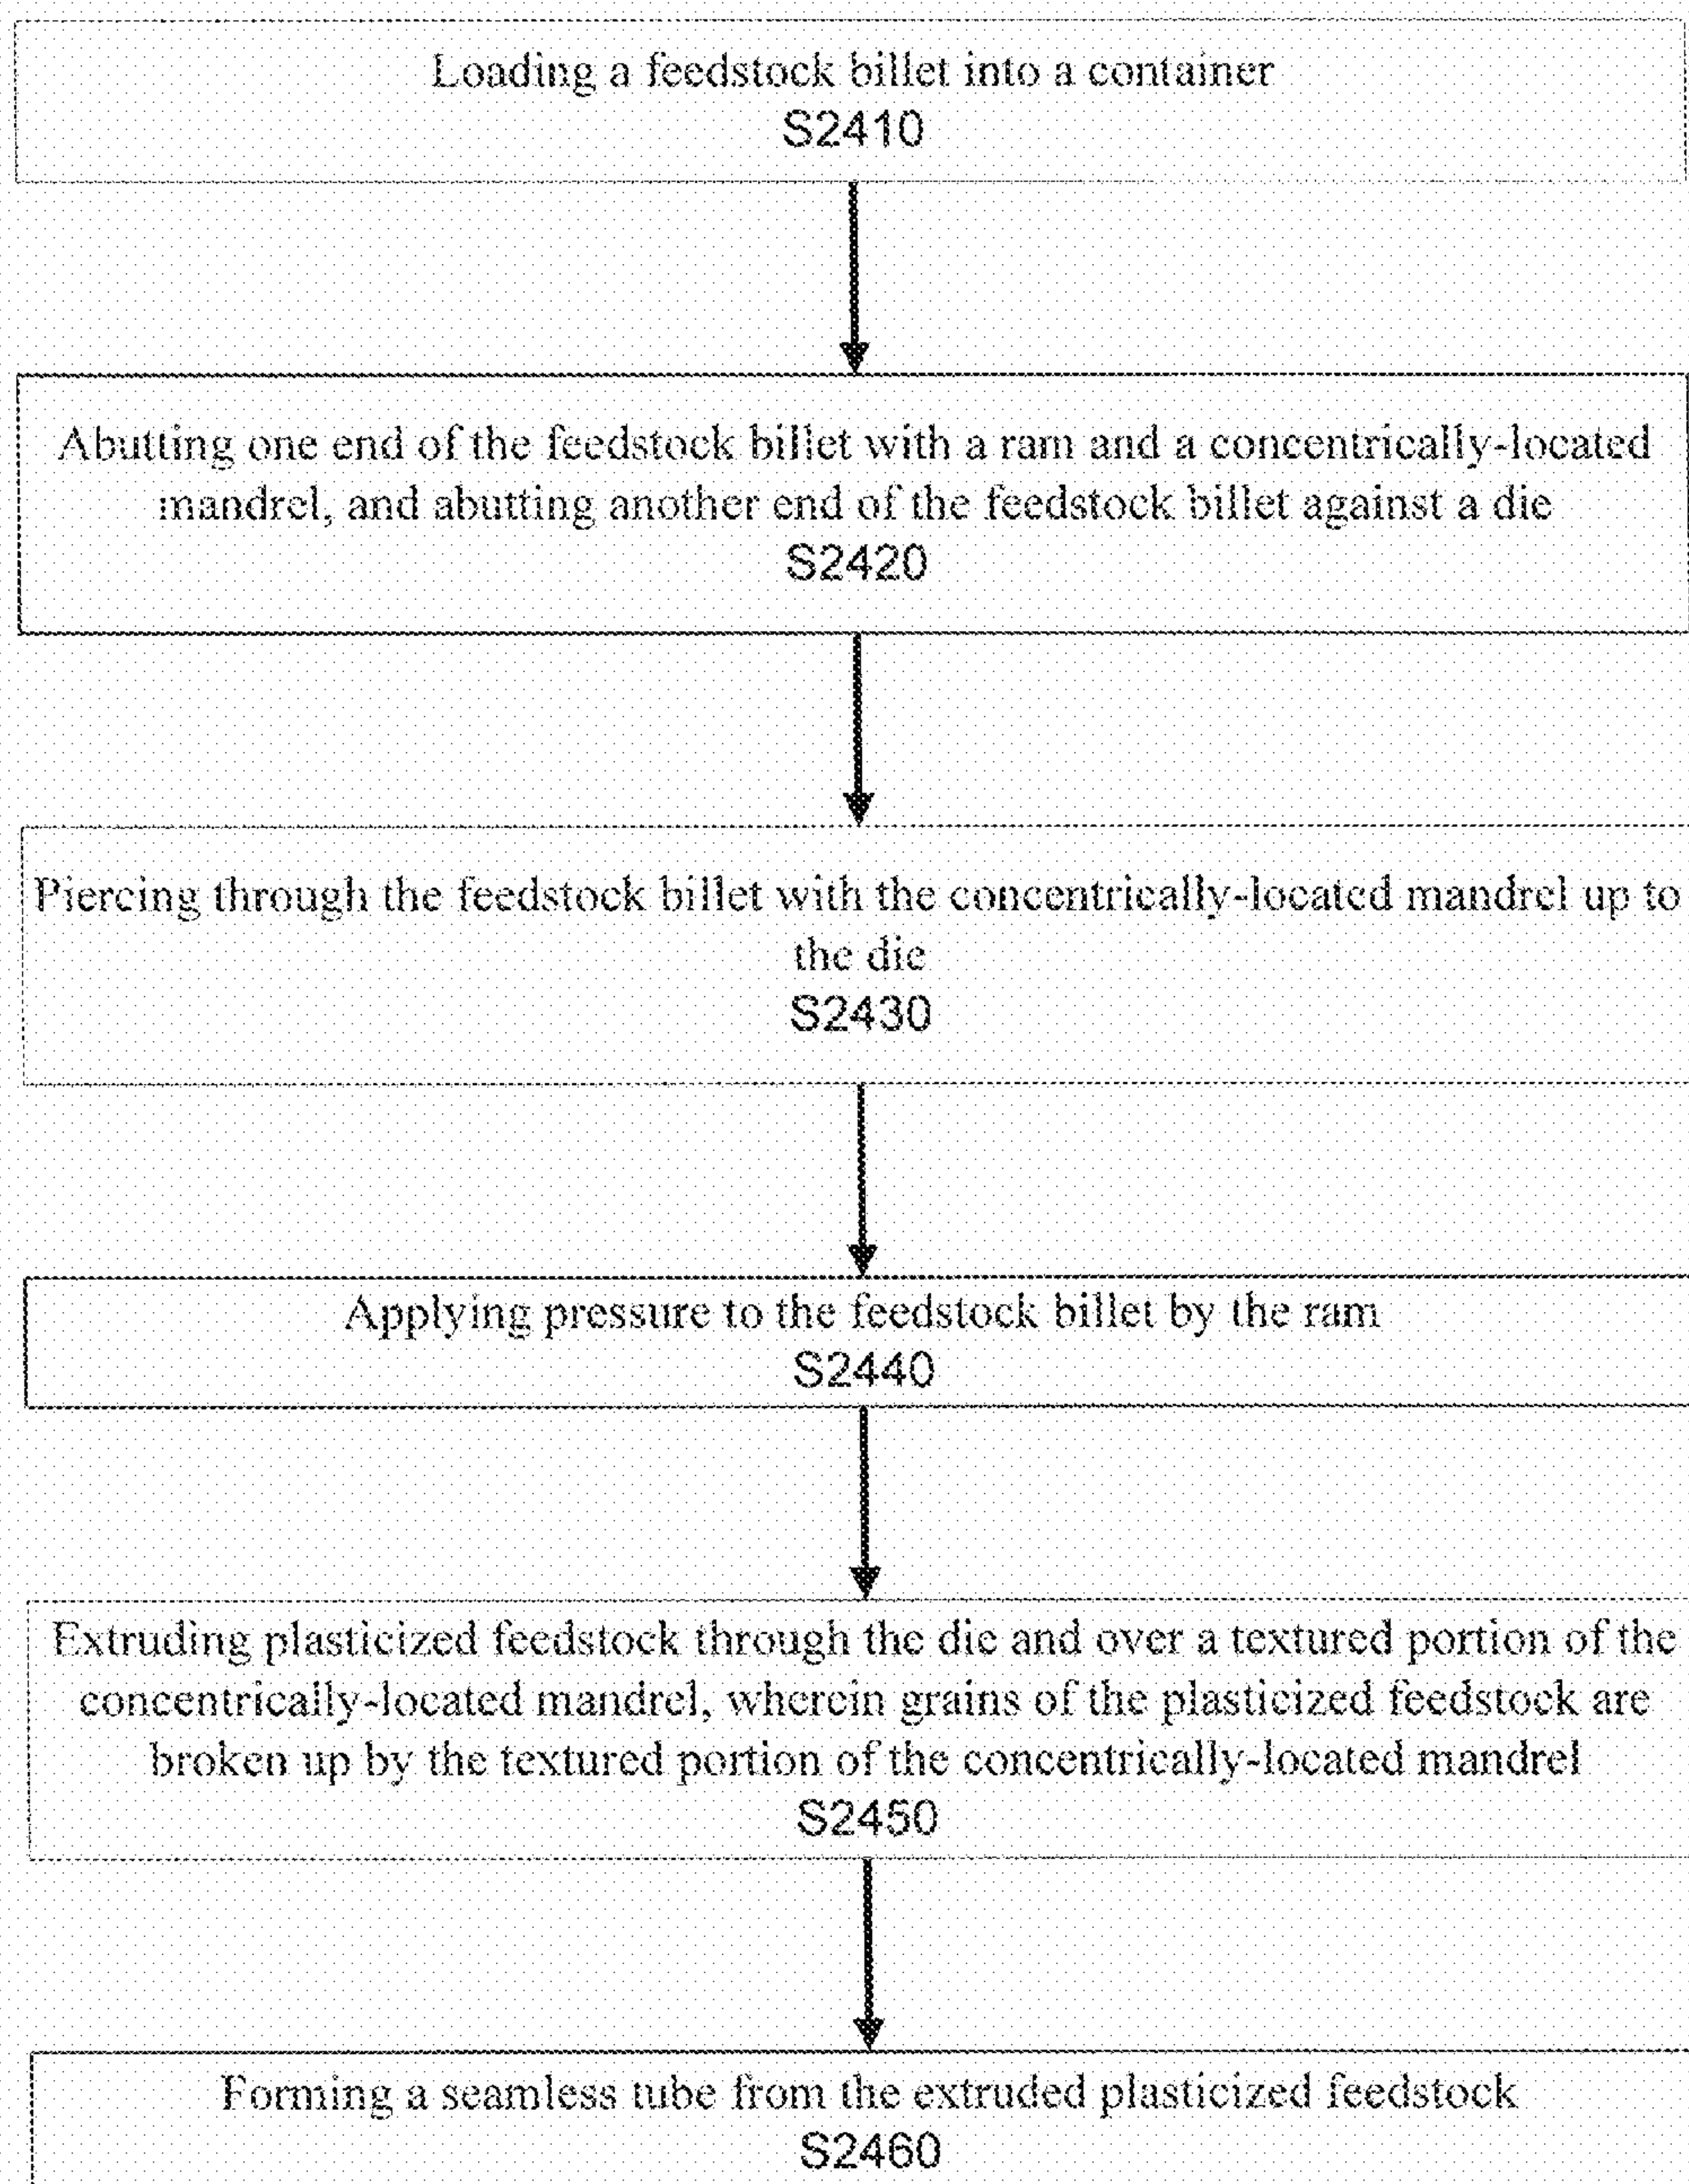 Loading a feedstock billet into a container
S2410
Abutting one end of the feedstock billet with a ram and a concentrically-located
mandrel, and abutting another end of the feedstock billet against a die
S2420
Piercing through the feedstock billet with the concentrically-located mandrel up to
the die
S2430
Applying pressure to the feedstock billet by the ram
S2440
Extruding plasticized feedstock through the die and over a textured portion of the
concentrically-located mandrel, wherein grains of the plasticized feedstock are
broken up by the textured portion of the concentrically-located mandrel
S2450
Forming a seamless tube from the extruded plasticized feedstock
S2460